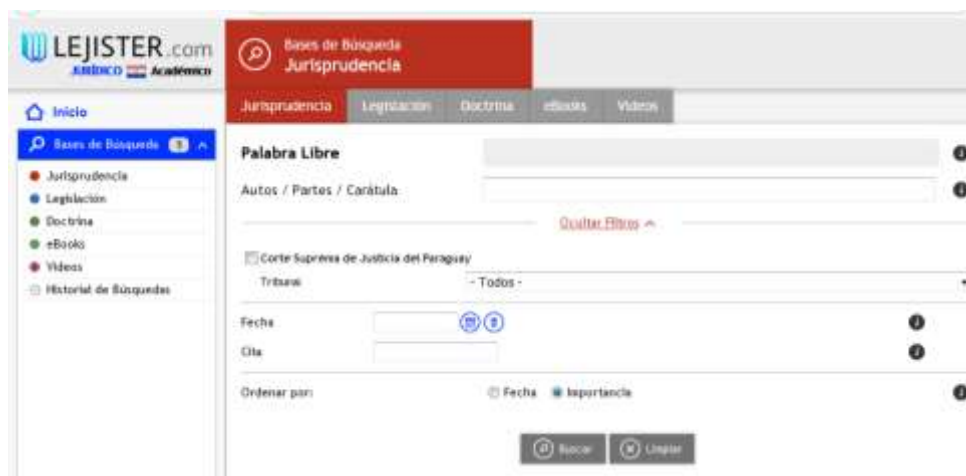 LEJISTER.com
JURÍDICO Académico
Bases de Búsqueda
Jurisprudencia
Inicio
Bases de Búsqueda
Jurisprudencia
Legislación
Doctrina
eBooks
Videos
Historial de Búsquedas
Jurisprudencia Legislación Doctrina eBooks Videos
Palabra Libre
Autos / Partes / Carátula
Ocultar Filtros
Corte Suprema de Justicia del Paraguay
Tribunal - Todos -
Fecha
Cita
Ordenar por: Fecha Importancia
Buscar Limpiar